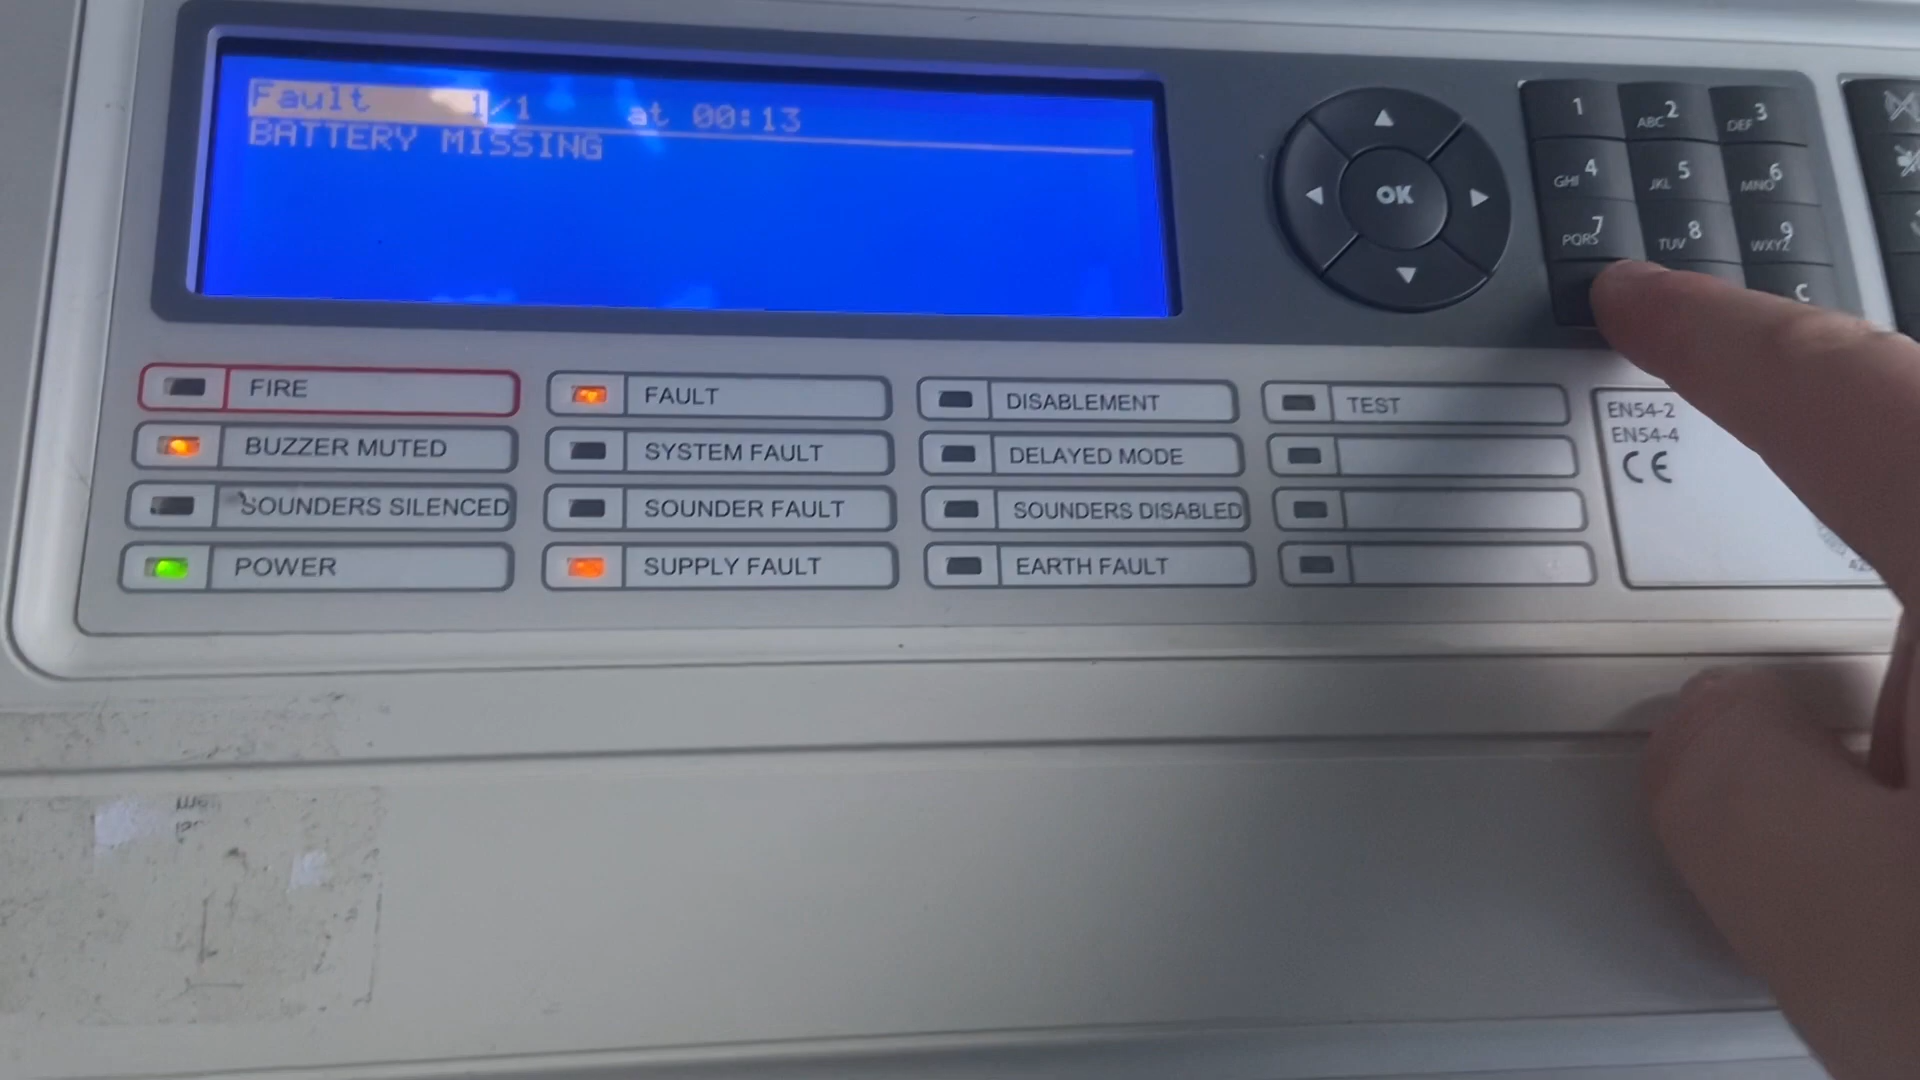 Fault 1/1 at 00:13
BATTERY MISSING
OK
1
ABC 2
DEF 3
GHI 4
JKL 5
MNO 6
PQRS 7
TUV 8
WXYZ 9
C
FIRE
FAULT
DISABLEMENT
TEST
BUZZER MUTED
SYSTEM FAULT
DELAYED MODE
SOUNDERS SILENCED
SOUNDER FAULT
SOUNDERS DISABLED
POWER
SUPPLY FAULT
EARTH FAULT
EN54-2
EN54-4
CE